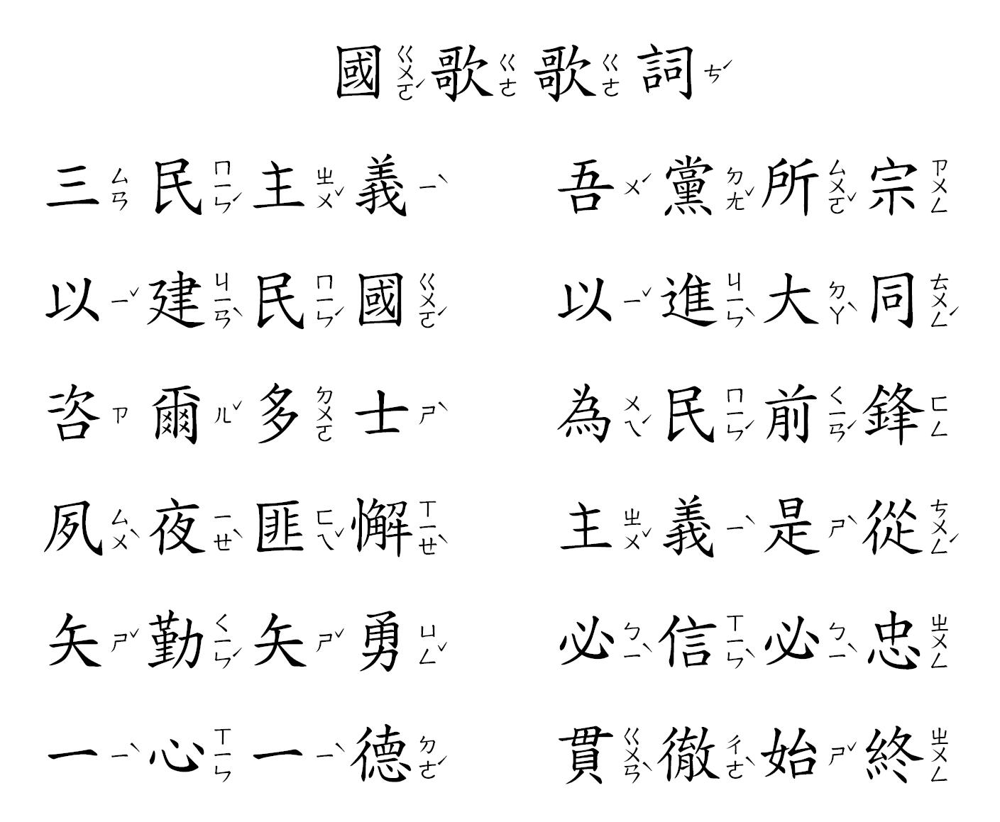 國ㄍㄨㄛˊ歌ㄍㄜ歌ㄍㄜ詞ㄘˊ
三ㄙㄢ民ㄇㄧㄣˊ主ㄓㄨˇ義ㄧˋ 吾ㄨˊ黨ㄉㄤˇ所ㄙㄨㄛˇ宗ㄗㄨㄥ
以ㄧˇ建ㄐㄧㄢˋ民ㄇㄧㄣˊ國ㄍㄨㄛˊ 以ㄧˇ進ㄐㄧㄣˋ大ㄉㄚˋ同ㄊㄨㄥˊ
咨ㄗ爾ㄦˇ多ㄉㄨㄛ士ㄕˋ 為ㄨㄟˊ民ㄇㄧㄣˊ前ㄑㄧㄢˊ鋒ㄈㄥ
夙ㄙㄨˋ夜ㄧㄝˋ匪ㄈㄟˇ懈ㄒㄧㄝˋ 主ㄓㄨˇ義ㄧˋ是ㄕˋ從ㄘㄨㄥˊ
矢ㄕˇ勤ㄑㄧㄣˊ矢ㄕˇ勇ㄩㄥˇ 必ㄅㄧˋ信ㄒㄧㄣˋ必ㄅㄧˋ忠ㄓㄨㄥ
一ㄧˋ心ㄒㄧㄣ一ㄧˋ德ㄉㄜˊ 貫ㄍㄨㄢˋ徹ㄔㄜˋ始ㄕˇ終ㄓㄨㄥ